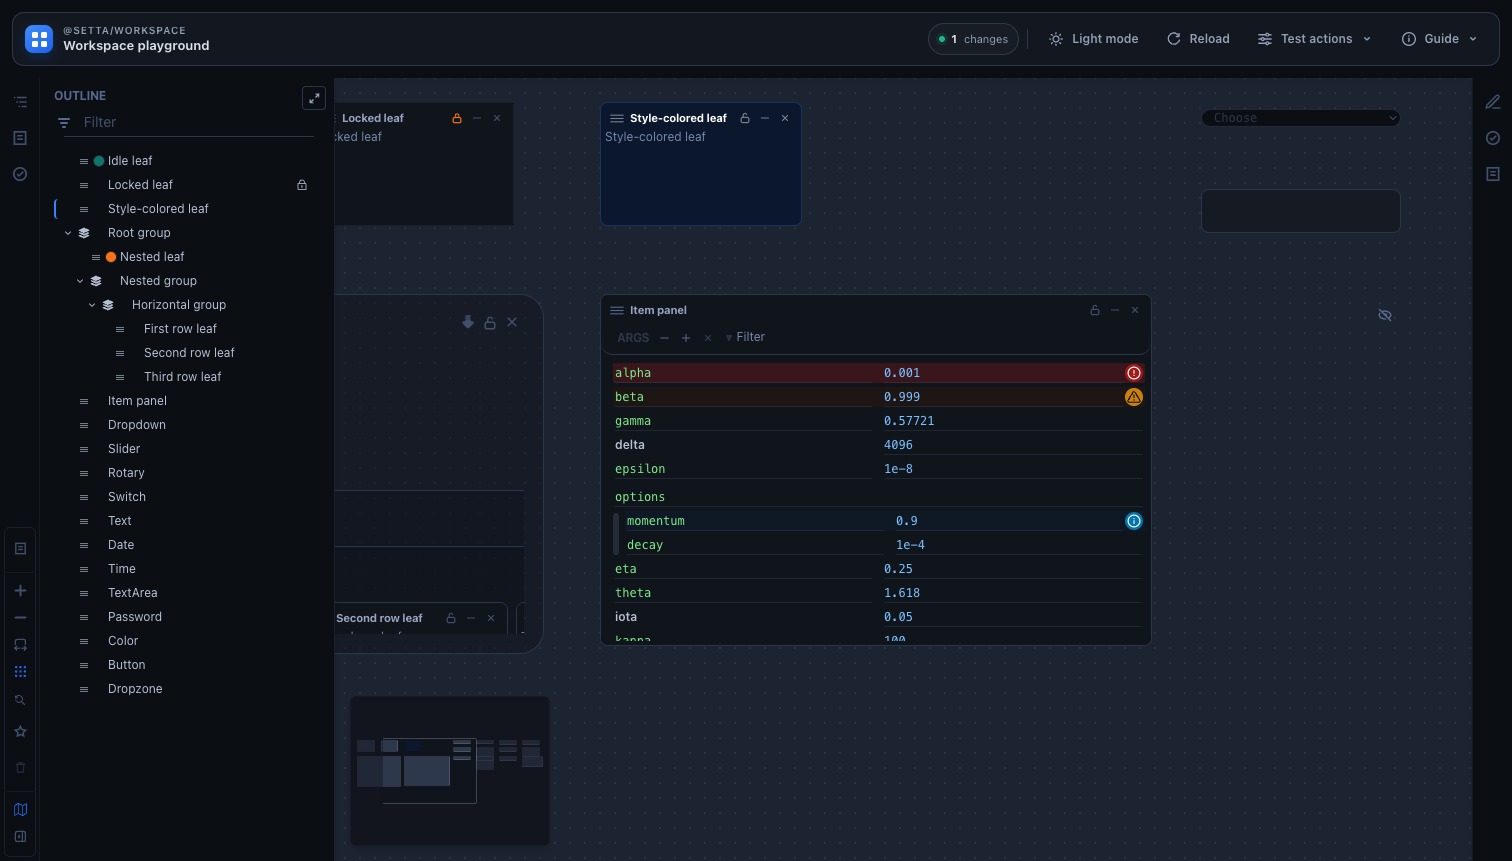 @SETTA/WORKSPACE
Workspace playground
1 changes
Light mode
Reload
Test actions
Guide
OUTLINE
Filter
Idle leaf
Locked leaf
Style-colored leaf
Root group
Nested leaf
Nested group
Horizontal group
First row leaf
Second row leaf
Third row leaf
Item panel
Dropdown
Slider
Rotary
Switch
Text
Date
Time
TextArea
Password
Color
Button
Dropzone
Locked leaf
cked leaf
Style-colored leaf
Style-colored leaf
Choose
Item panel
ARGS
Filter
alpha 0.001
beta 0.999
gamma 0.57721
delta 4096
epsilon 1e-8
options
momentum 0.9
decay 1e-4
eta 0.25
theta 1.618
iota 0.05
kappa 100
Second row leaf